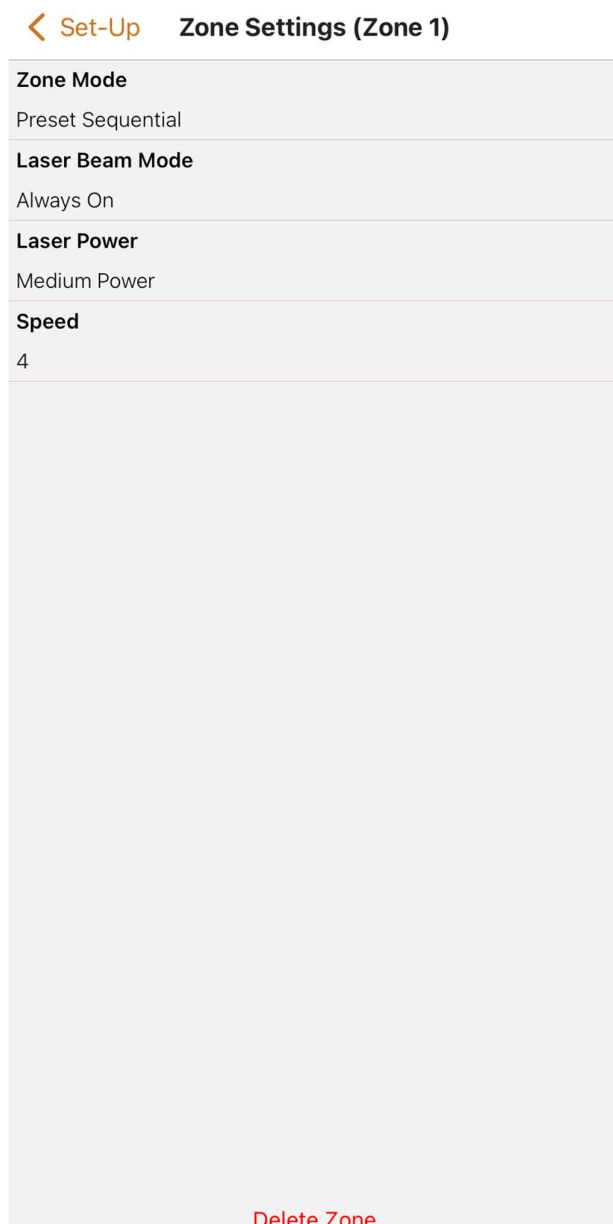 Set-Up Zone Settings (Zone 1)
Zone Mode
Preset Sequential
Laser Beam Mode
Always On
Laser Power
Medium Power
Speed
4
Delete Zone